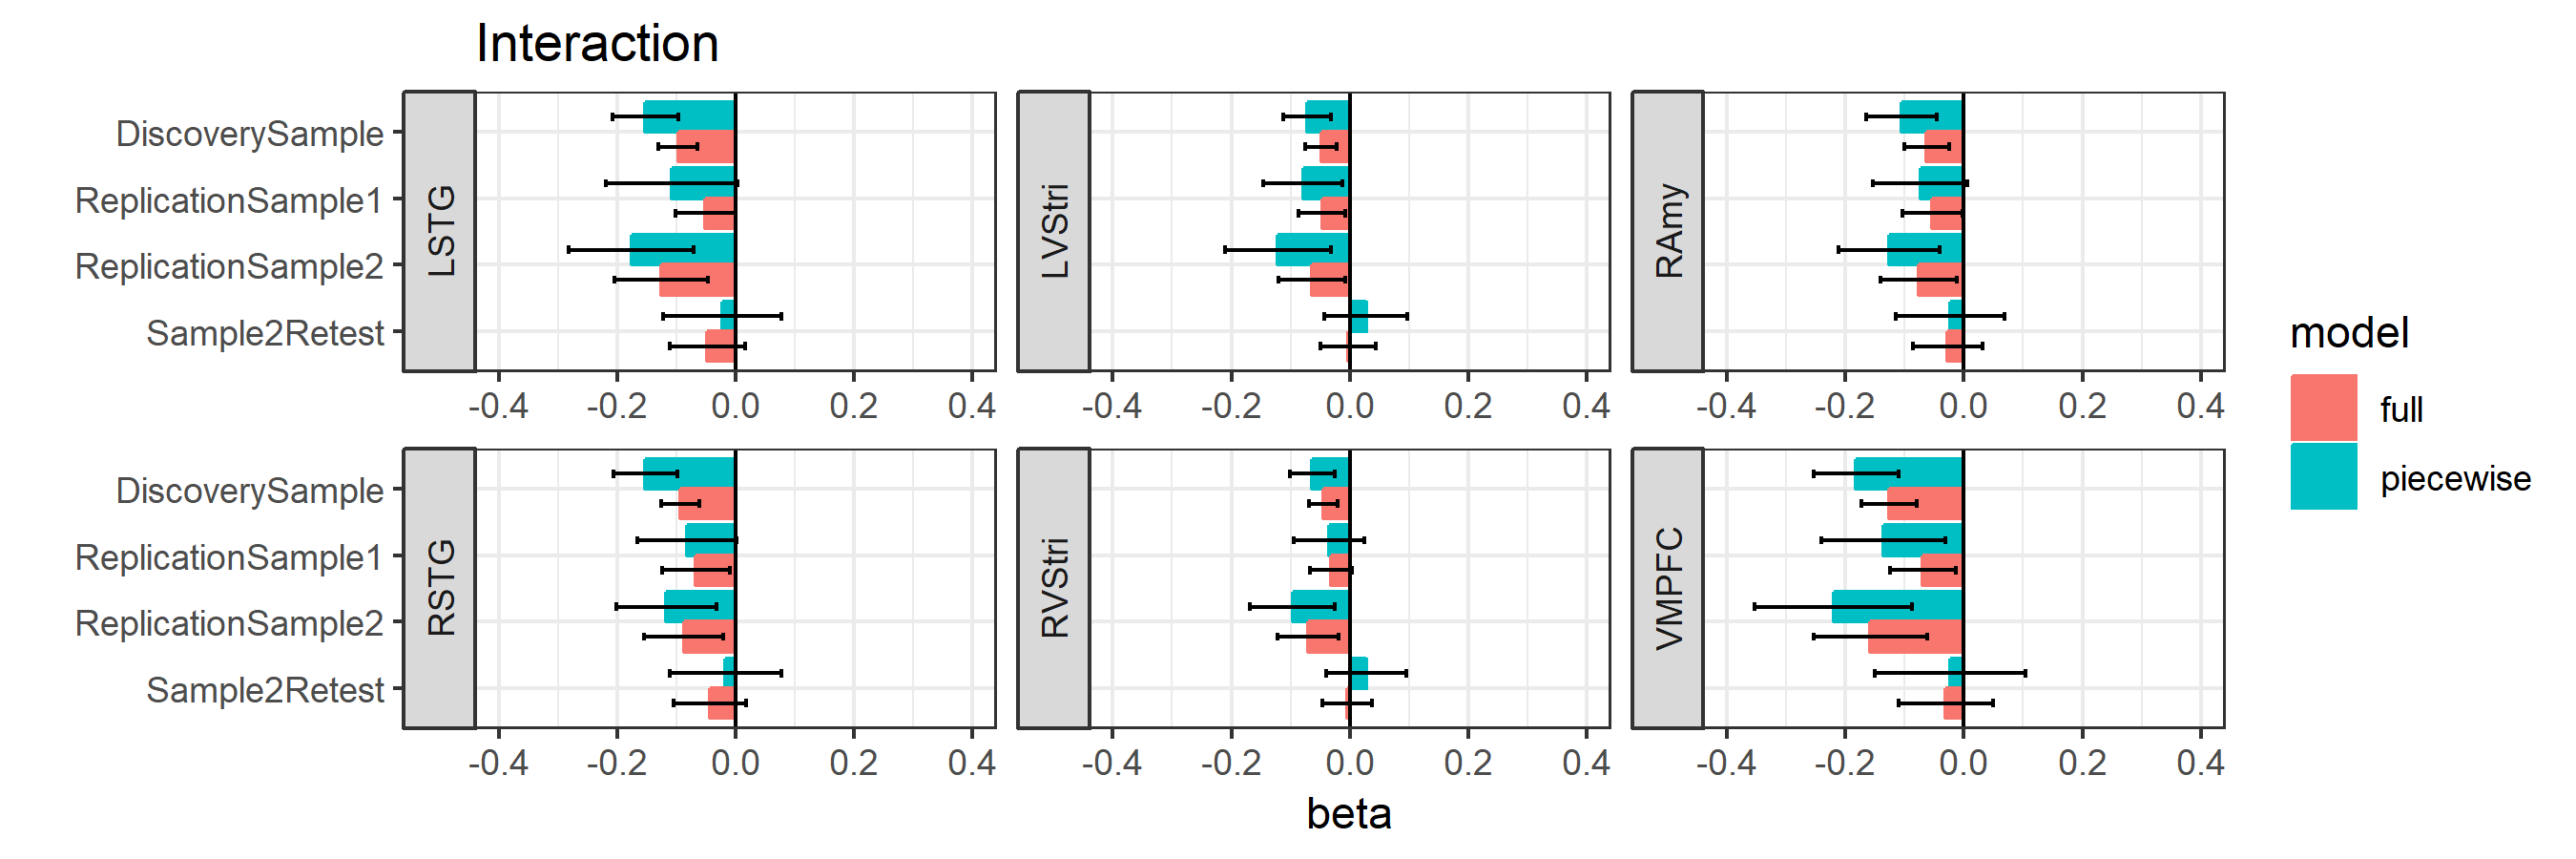 Interaction
DiscoverySample
ReplicationSample1
ReplicationSample2
Sample2Retest
LSTG
-0.4 -0.2 0.0 0.2 0.4
LVStri
-0.4 -0.2 0.0 0.2 0.4
RAmy
-0.4 -0.2 0.0 0.2 0.4
DiscoverySample
ReplicationSample1
ReplicationSample2
Sample2Retest
RSTG
-0.4 -0.2 0.0 0.2 0.4
RVStri
-0.4 -0.2 0.0 0.2 0.4
VMPFC
-0.4 -0.2 0.0 0.2 0.4
beta
model
full
piecewise